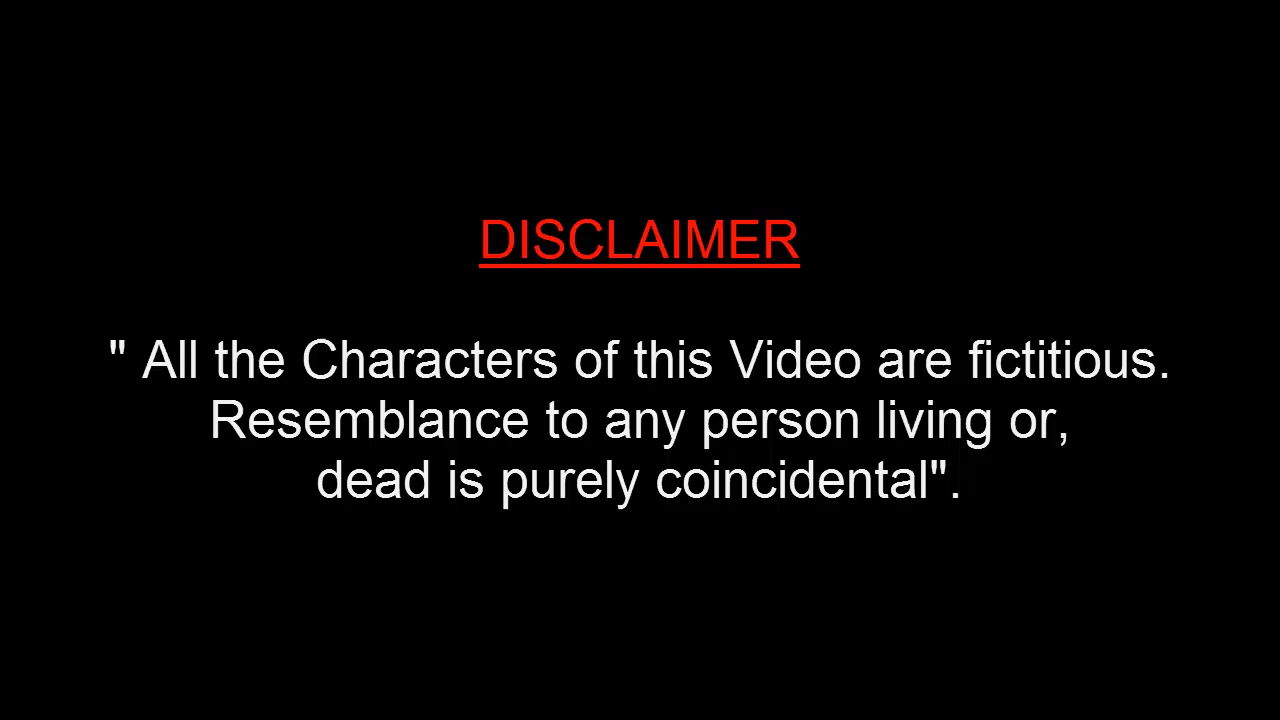 DISCLAIMER
" All the Characters of this Video are fictitious.
Resemblance to any person living or,
dead is purely coincidental".